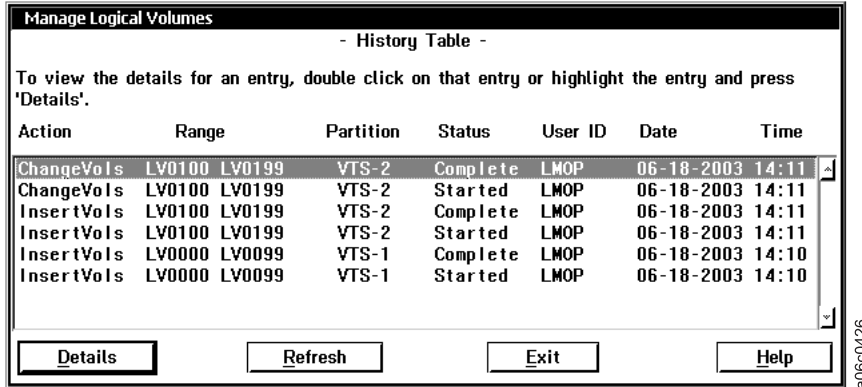 Manage Logical Volumes
- History Table -
To view the details for an entry, double click on that entry or highlight the entry and press
'Details'.
Action Range Partition Status User ID Date Time
ChangeVols LV0100 LV0199 VTS-2 Complete LMOP 06-18-2003 14:11
ChangeVols LV0100 LV0199 VTS-2 Started LMOP 06-18-2003 14:11
InsertVols LV0100 LV0199 VTS-2 Complete LMOP 06-18-2003 14:11
InsertVols LV0100 LV0199 VTS-2 Started LMOP 06-18-2003 14:11
InsertVols LV0000 LV0099 VTS-1 Complete LMOP 06-18-2003 14:10
InsertVols LV0000 LV0099 VTS-1 Started LMOP 06-18-2003 14:10
Details Refresh Exit Help
a06c0426